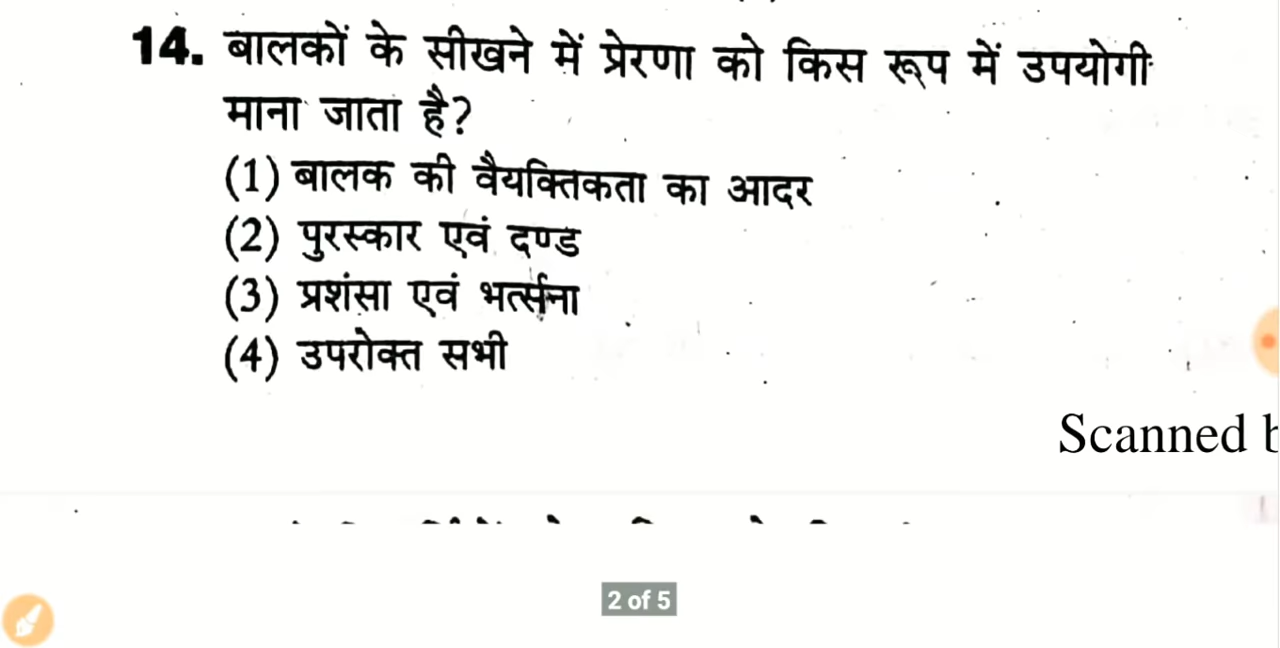 14. बालकों के सीखने में प्रेरणा को किस रूप में उपयोगी
माना जाता है?
(1) बालक की वैयक्तिकता का आदर
(2) पुरस्कार एवं दण्ड
(3) प्रशंसा एवं भर्त्सना
(4) उपरोक्त सभी
Scanned
2 of 5